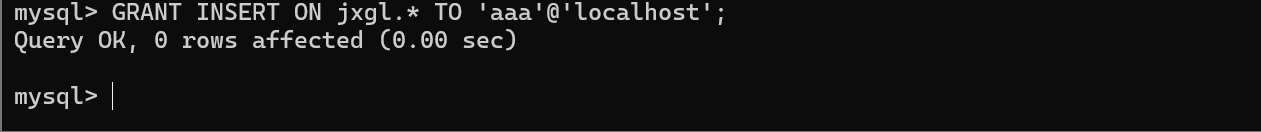 mysql> GRANT INSERT ON jxgl.* TO 'aaa'@'localhost';
Query OK, 0 rows affected (0.00 sec)
mysql>